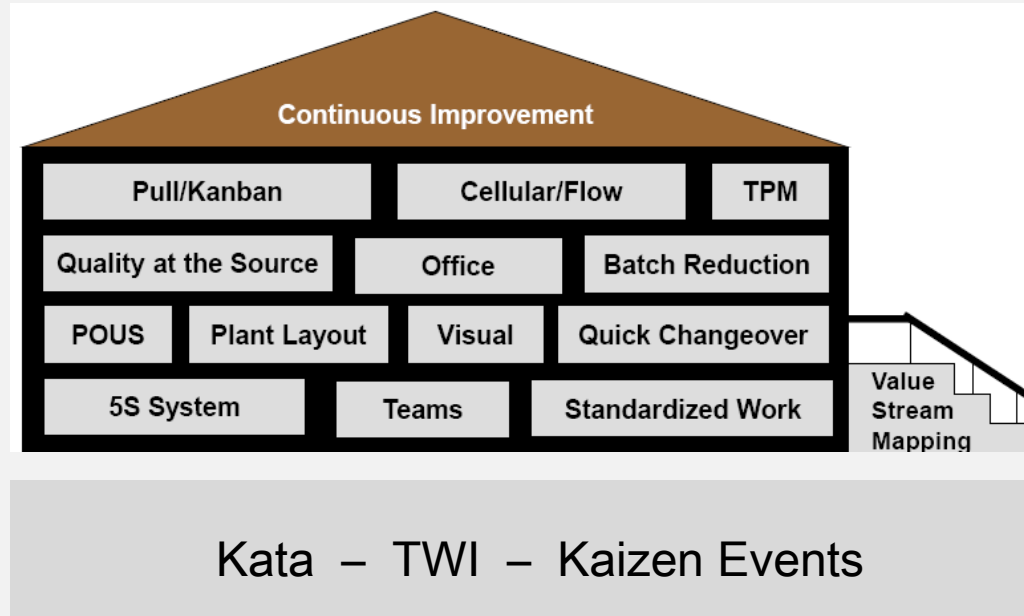 Continuous Improvement
Pull/Kanban
Cellular/Flow
TPM
Quality at the Source
Office
Batch Reduction
POUS
Plant Layout
Visual
Quick Changeover
5S System
Teams
Standardized Work
Value
Stream
Mapping
Kata – TWI – Kaizen Events